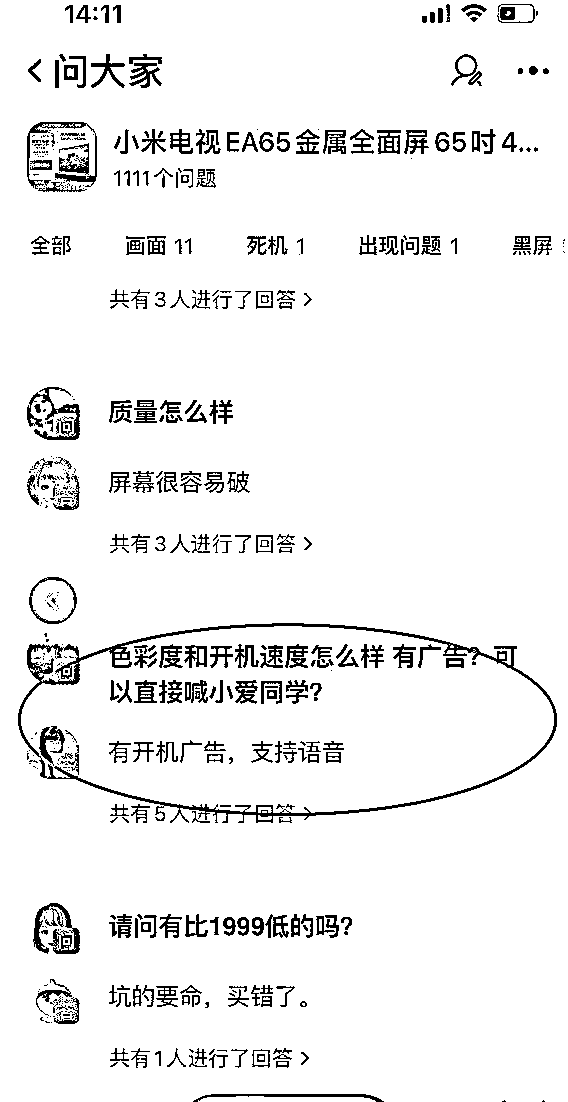 14:11
问大家
小米电视EA65金属全面屏65吋4...
1111个问题
全部 画面 11 死机 1 出现问题 1 黑屏
共有3人进行了回答
问
质量怎么样
答
屏幕很容易破
共有3人进行了回答
问
色彩度和开机速度怎么样 有广告？可
以直接喊小爱同学？
有开机广告，支持语音
共有5人进行了回答
问
请问有比1999低的吗？
答
坑的要命，买错了。
共有1人进行了回答